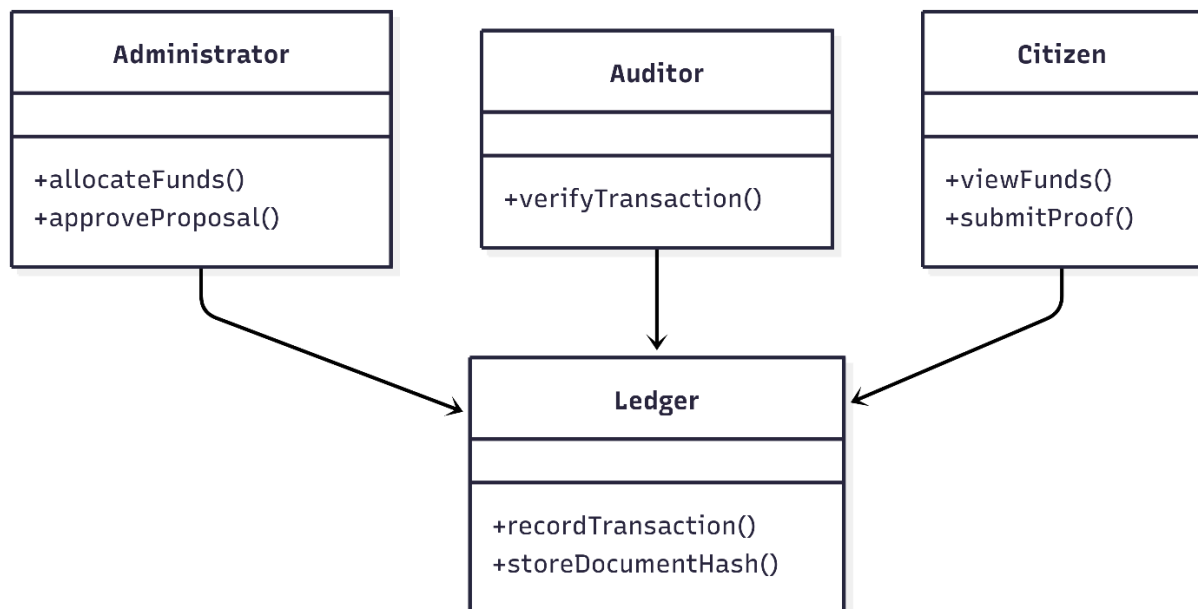 Administrator
+allocateFunds()
+approveProposal()
Auditor
+verifyTransaction()
Citizen
+viewFunds()
+submitProof()
Ledger
+recordTransaction()
+storeDocumentHash()